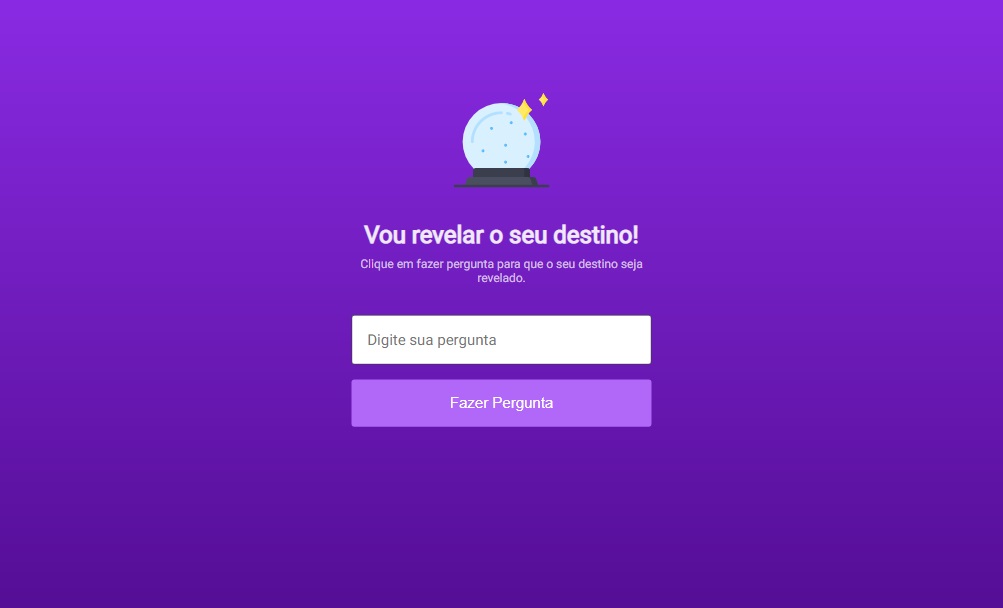 Vou revelar o seu destino!
Clique em fazer pergunta para que o seu destino seja
revelado.
Digite sua pergunta
Fazer Pergunta